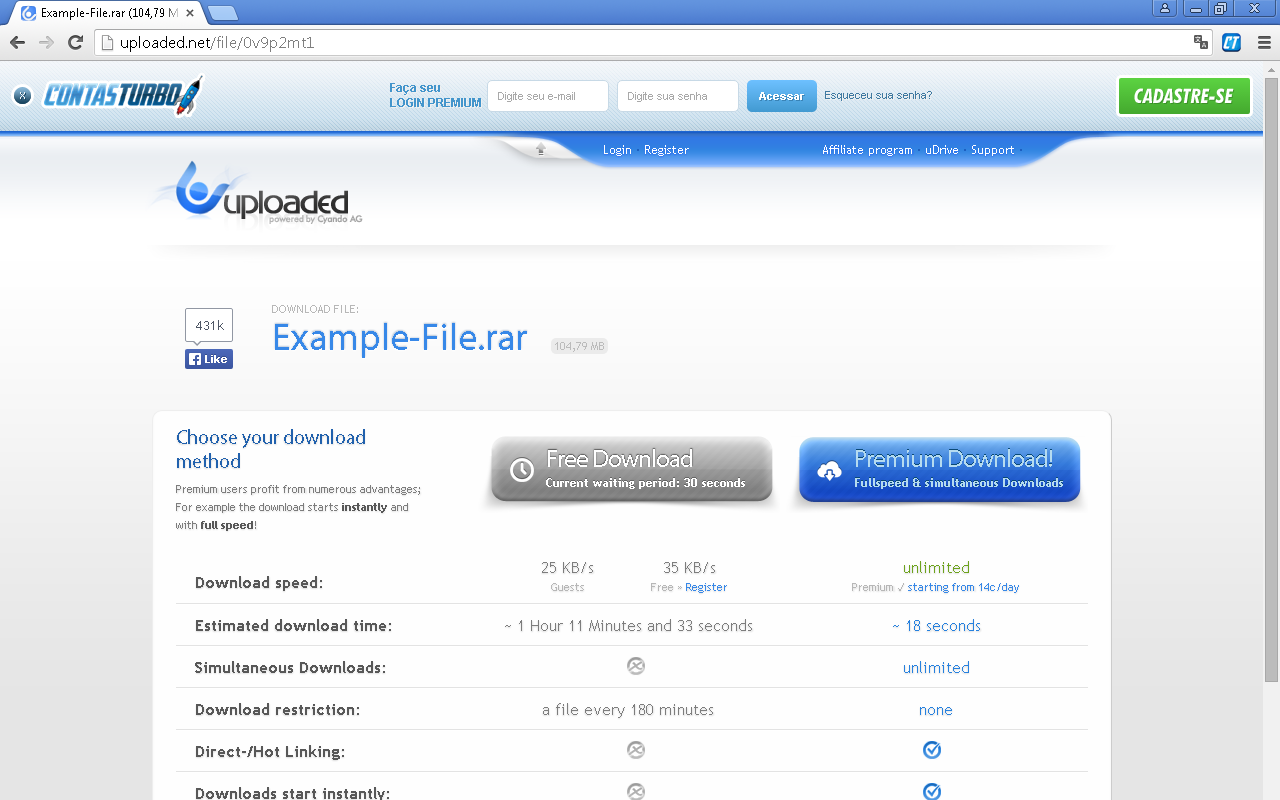 Example-File.rar (104,79 M
uploaded.net/file/0v9p2mt1
CT
X
CONTASTURBO
Faça seu
LOGIN PREMIUM
Digite seu e-mail
Digite sua senha
Acessar
Esqueceu sua senha?
CADASTRE-SE
Login · Register
Affiliate program · uDrive · Support ·
uploaded
powered by Cyando AG
431k
Like
DOWNLOAD FILE:
Example-File.rar
104,79 MB
Choose your download
method
Premium users profit from numerous advantages;
For example the download starts instantly and
with full speed!
Free Download
Current waiting period: 30 seconds
Premium Download!
Fullspeed & simultaneous Downloads
Download speed:
25 KB/s
Guests
35 KB/s
Free » Register
unlimited
Premium √ starting from 14c/day
Estimated download time:
~ 1 Hour 11 Minutes and 33 seconds
~ 18 seconds
Simultaneous Downloads:
unlimited
Download restriction:
a file every 180 minutes
none
Direct-/Hot Linking:
Downloads start instantly: